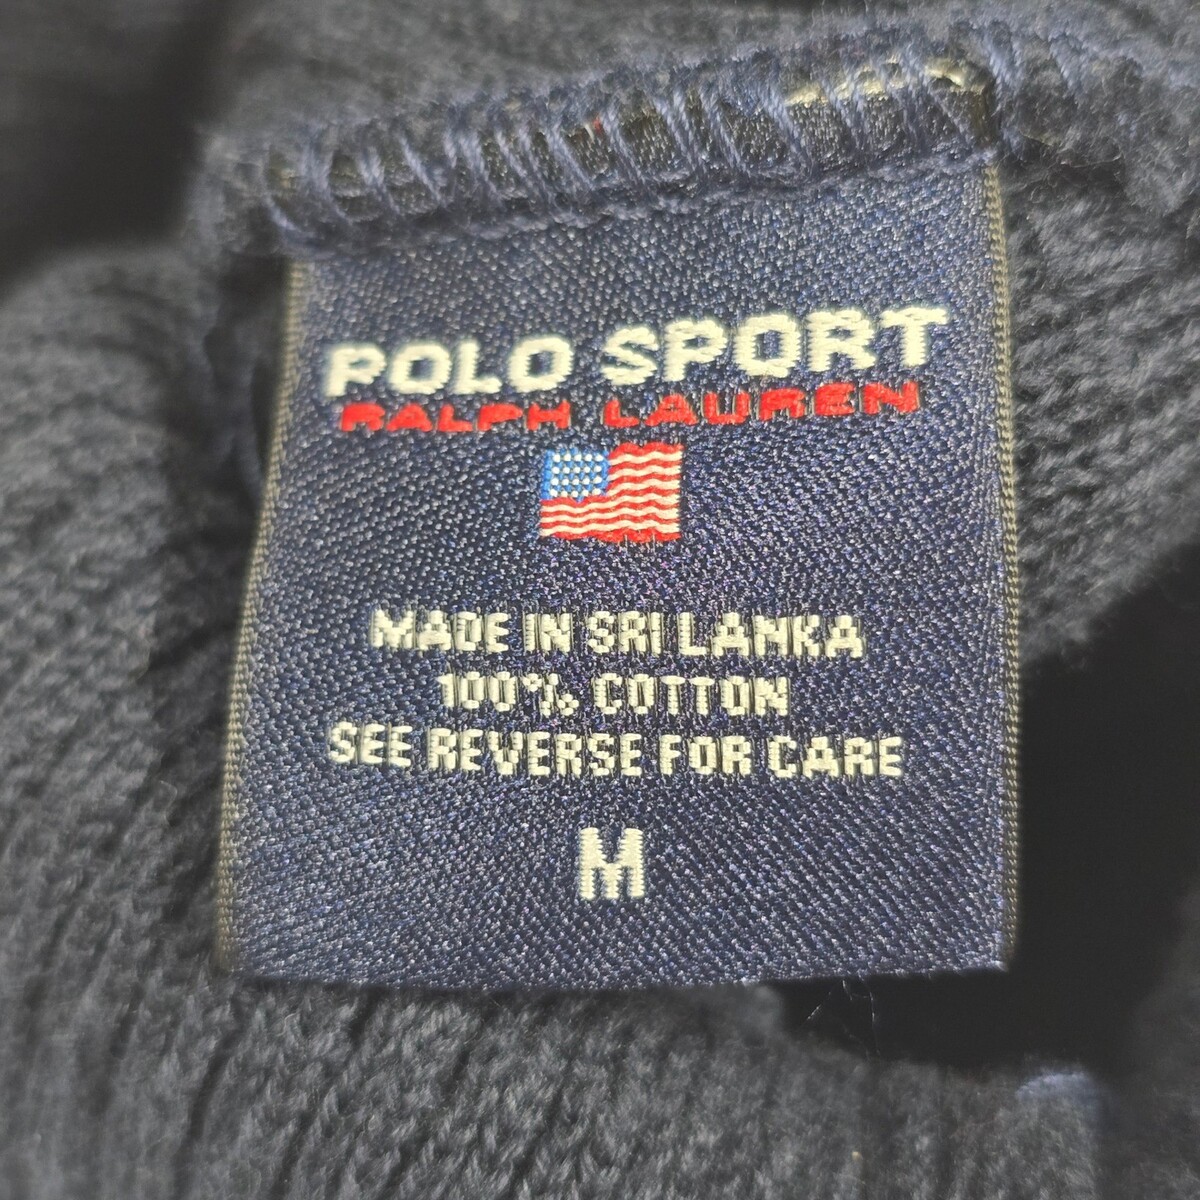 POLO SPORT
RALPH LAUREN
MADE IN SRI LANKA
100% COTTON
SEE REVERSE FOR CARE
M